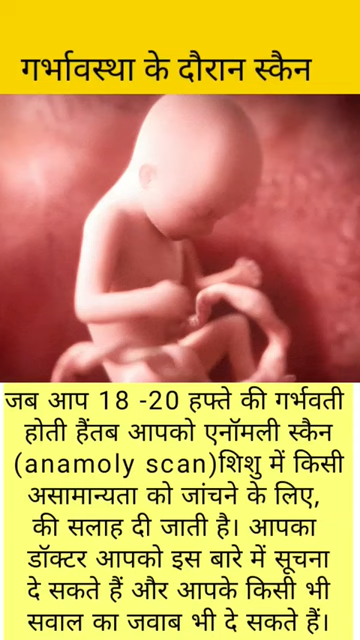 गर्भावस्था के दौरान स्कैन
जब आप 18 -20 हफ्ते की गर्भवती
होती हैंतब आपको एनॉमली स्कैन
(anamoly scan)शिशु में किसी
असामान्यता को जांचने के लिए,
की सलाह दी जाती है। आपका
डॉक्टर आपको इस बारे में सूचना
दे सकते हैं और आपके किसी भी
सवाल का जवाब भी दे सकते हैं।